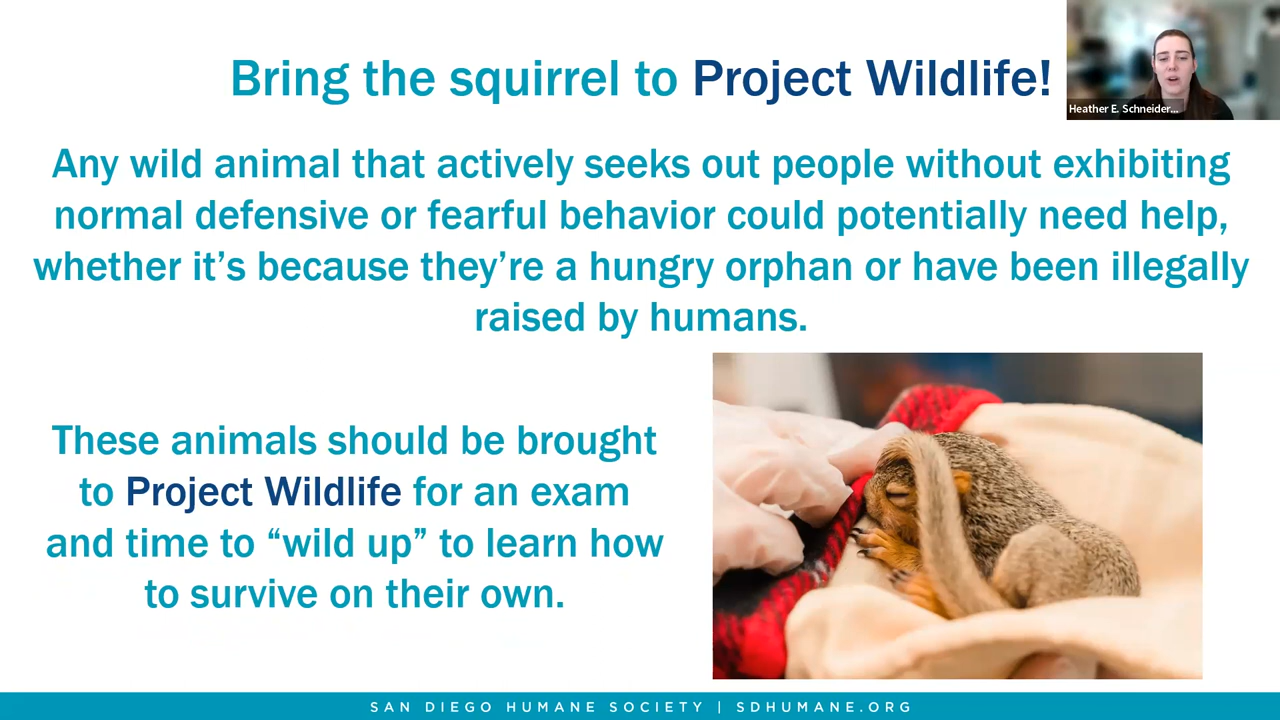 Bring the squirrel to Project Wildlife!
Heather E. Schneider...
Any wild animal that actively seeks out people without exhibiting
normal defensive or fearful behavior could potentially need help,
whether it’s because they’re a hungry orphan or have been illegally
raised by humans.
These animals should be brought
to Project Wildlife for an exam
and time to “wild up” to learn how
to survive on their own.
SAN DIEGO HUMANE SOCIETY | SDHUMANE.ORG